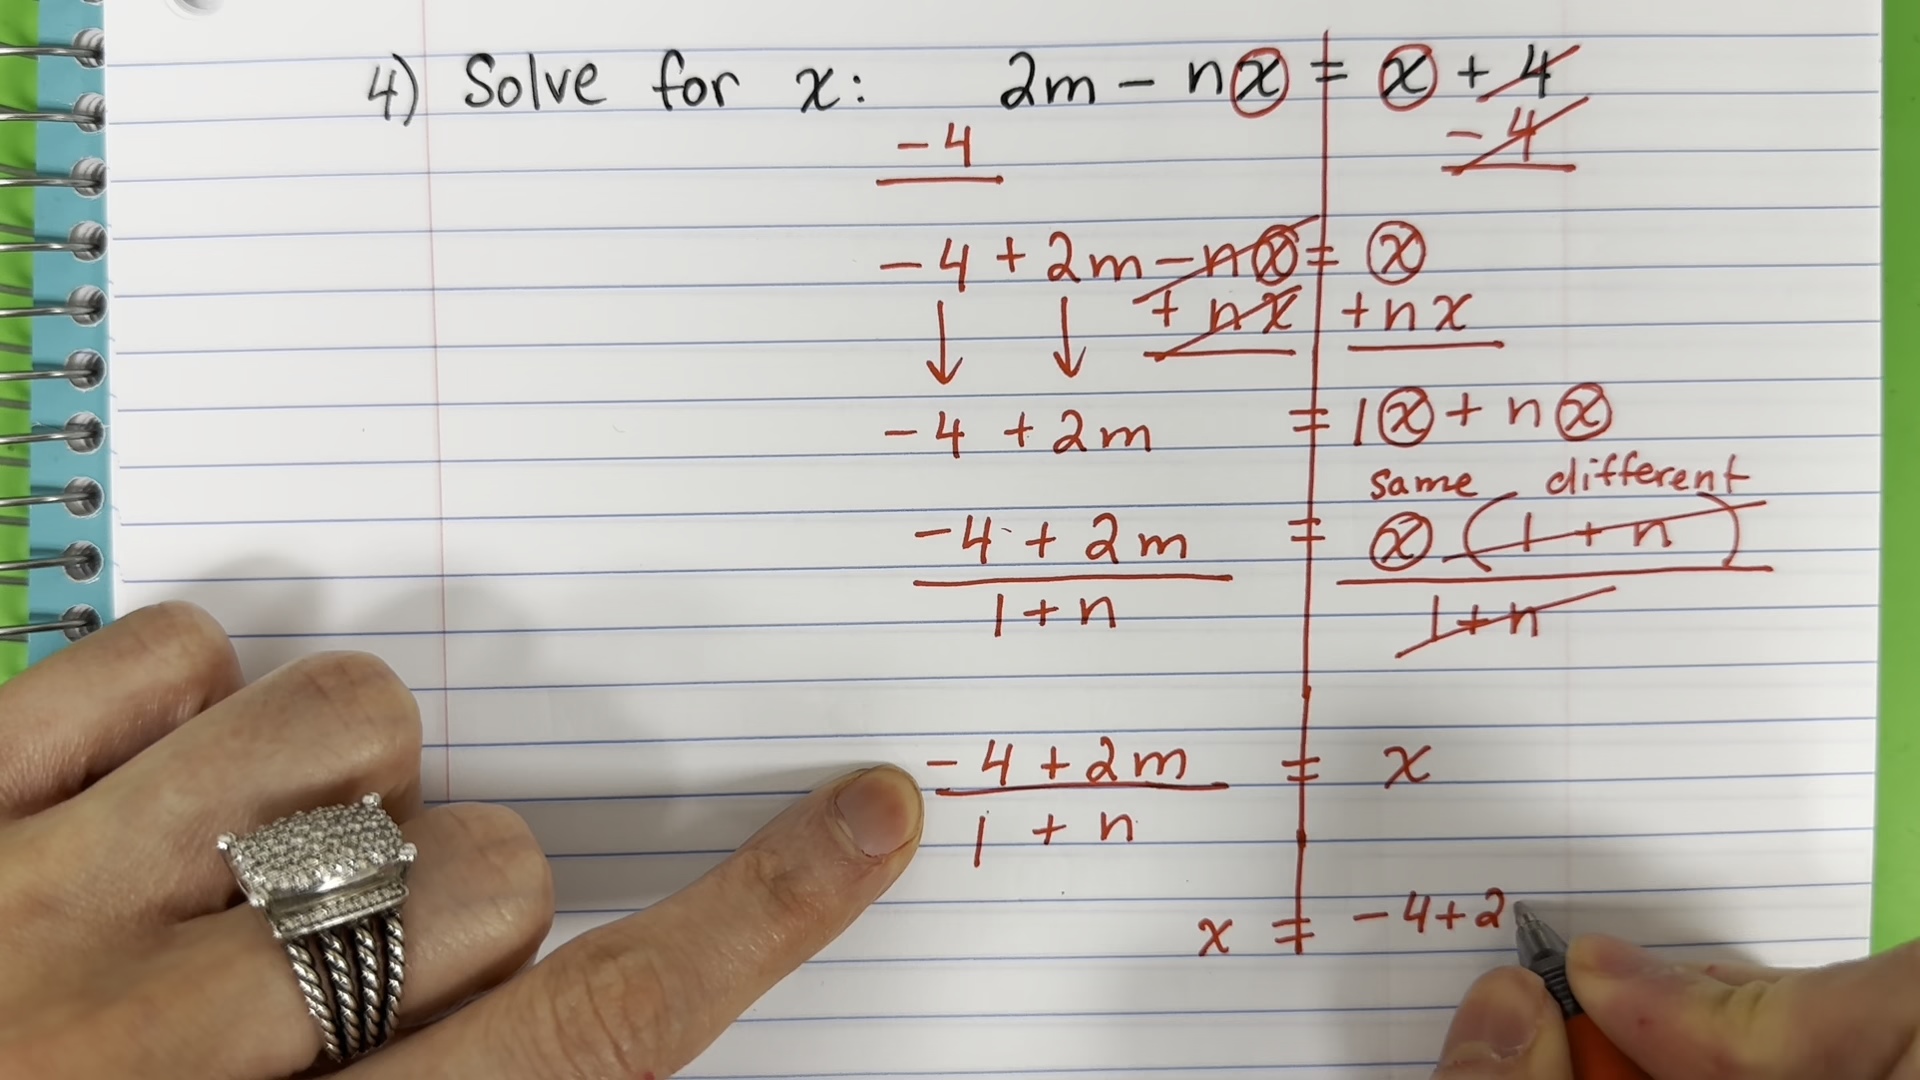 4) Solve for x: 2m - nx = x + 4
-4 -4
-4 + 2m - nx = x
+ nx +nx
-4 + 2m = 1x + nx
same different
-4 + 2m = x (1 + n)
1 + n 1 + n
-4 + 2m = x
1 + n
x = -4+2